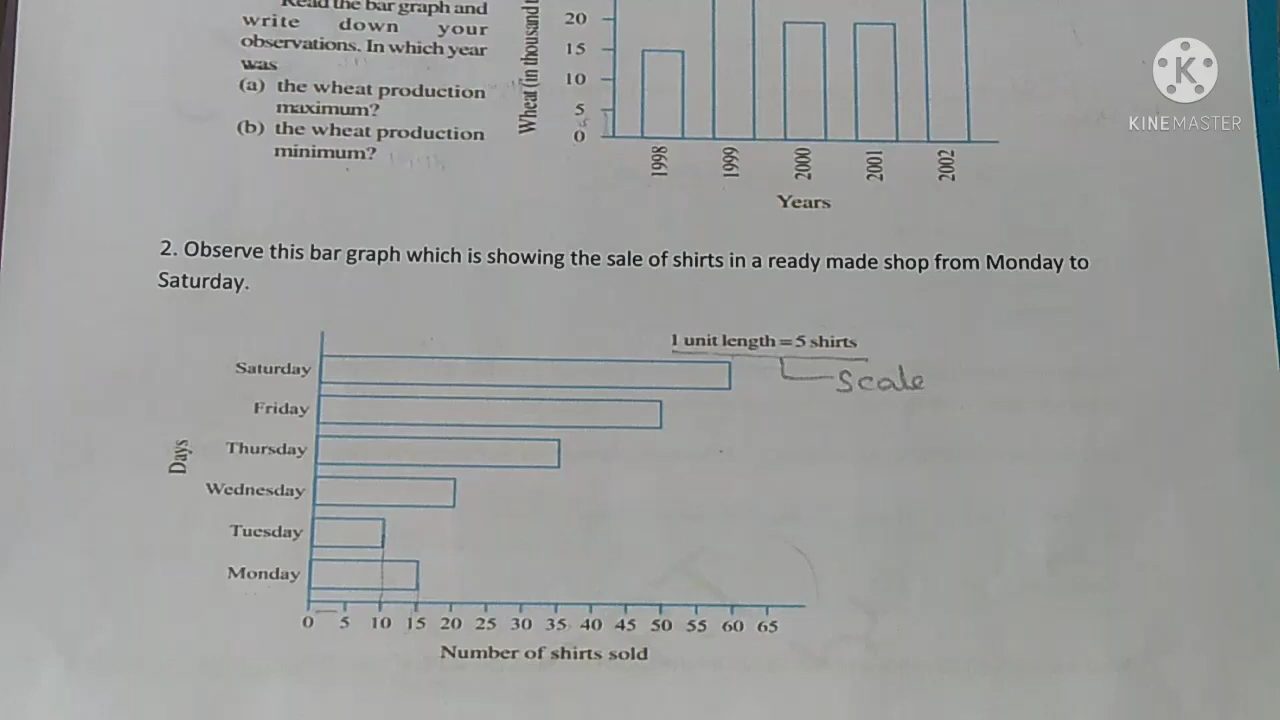 Read the bar graph and
write down your
observations. In which year
was
(a) the wheat production
maximum?
(b) the wheat production
minimum?
Wheat (in thousand
20
15
10
5
0
1998
1999
2000
2001
2002
Years
KINEMASTER
2. Observe this bar graph which is showing the sale of shirts in a ready made shop from Monday to
Saturday.
1 unit length = 5 shirts
Scale
Days
Saturday
Friday
Thursday
Wednesday
Tuesday
Monday
0 5 10 15 20 25 30 35 40 45 50 55 60 65
Number of shirts sold